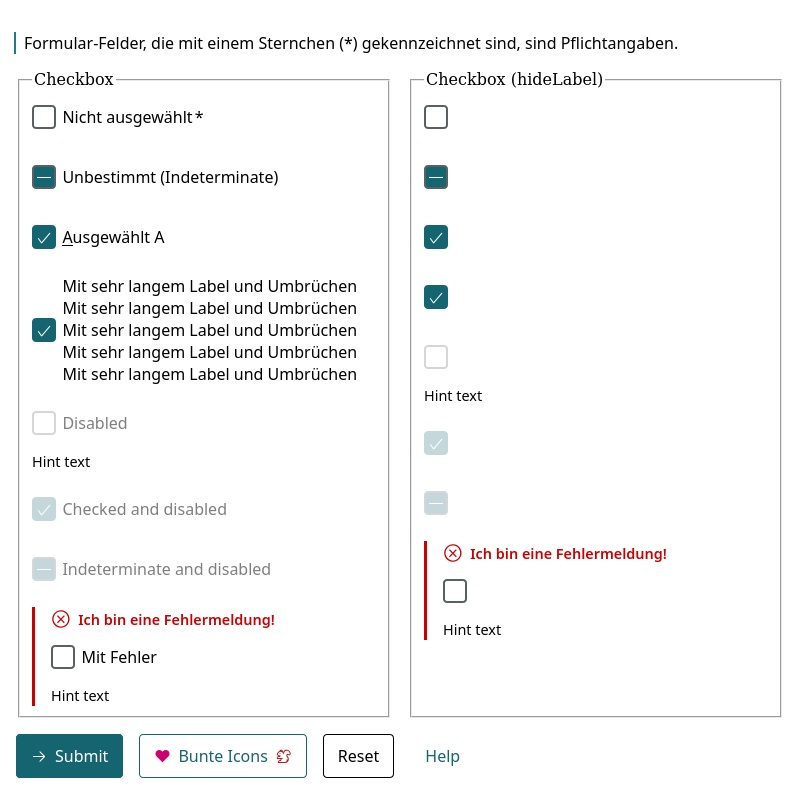 Formular-Felder, die mit einem Sternchen (*) gekennzeichnet sind, sind Pflichtangaben.
Checkbox
Nicht ausgewählt*
Unbestimmt (Indeterminate)
Ausgewählt A
Mit sehr langem Label und Umbrüchen
Mit sehr langem Label und Umbrüchen
Mit sehr langem Label und Umbrüchen
Mit sehr langem Label und Umbrüchen
Mit sehr langem Label und Umbrüchen
Disabled
Hint text
Checked and disabled
Indeterminate and disabled
Ich bin eine Fehlermeldung!
Mit Fehler
Hint text
Checkbox (hideLabel)
Hint text
Ich bin eine Fehlermeldung!
Hint text
Submit
Bunte Icons
Reset
Help